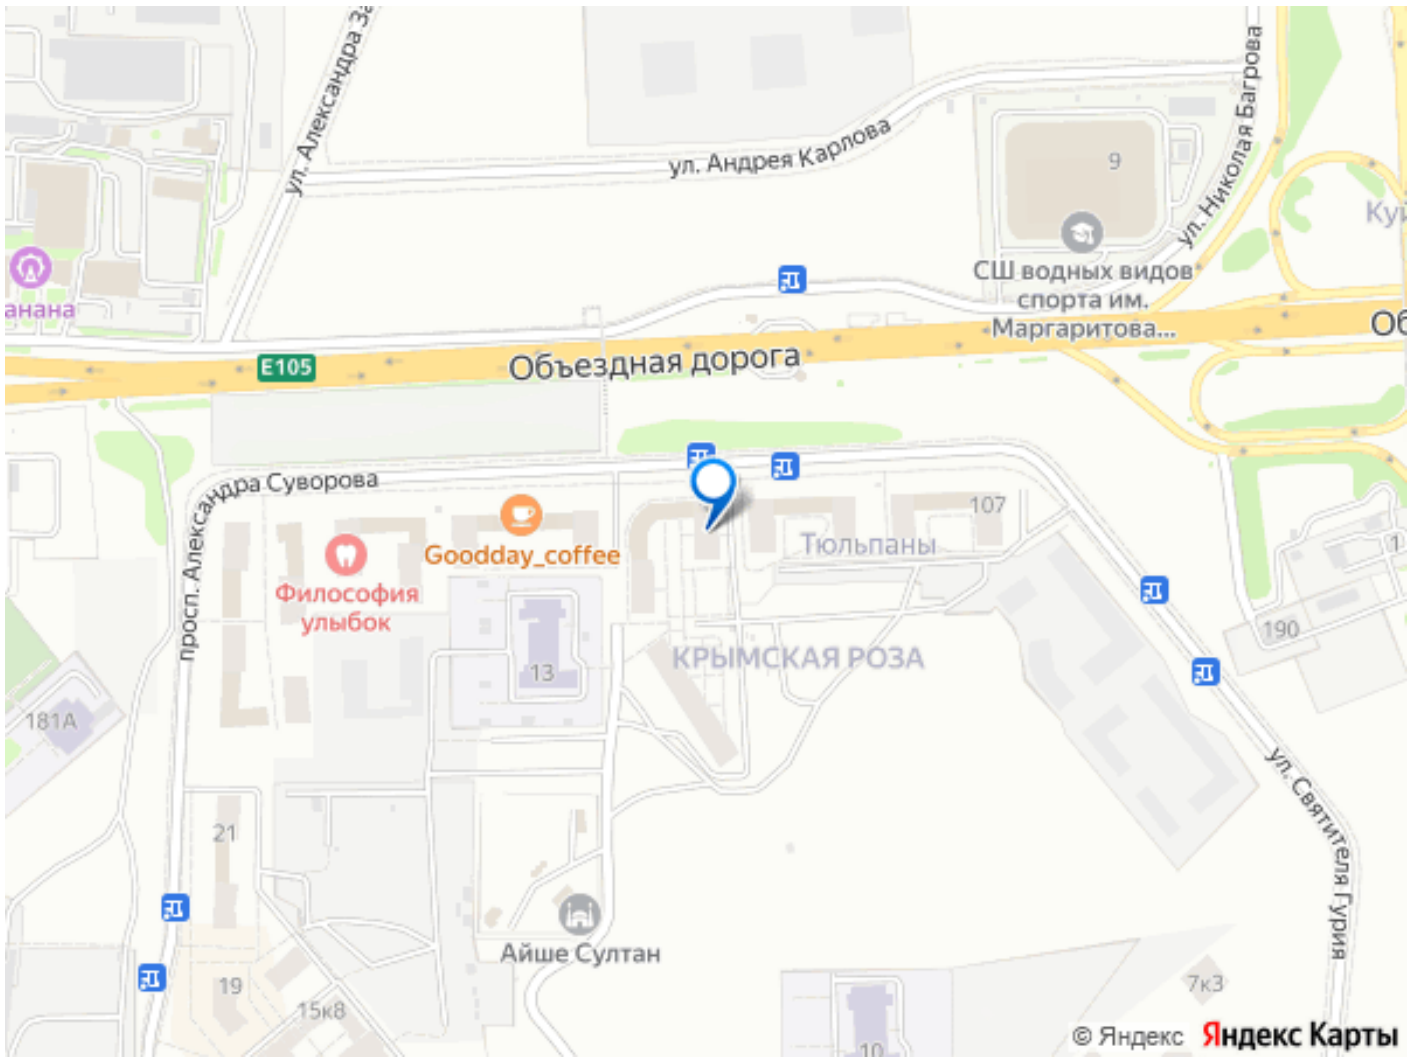 ул. Александра За
ул. Андрея Карлова
ул. Николая Багрова
9
Куй
СШ водных видов
спорта им.
Маргаритова...
анана
Е105
Объездная дорога
Об
просп. Александра Суворова
Goodday_coffee
Философия
улыбок
107
Тюльпаны
1
190
КРЫМСКАЯ РОЗА
13
181А
ул. Святителя Гурия
21
Айше Султан
19
15к8
7к3
10
© Яндекс Яндекс Карты